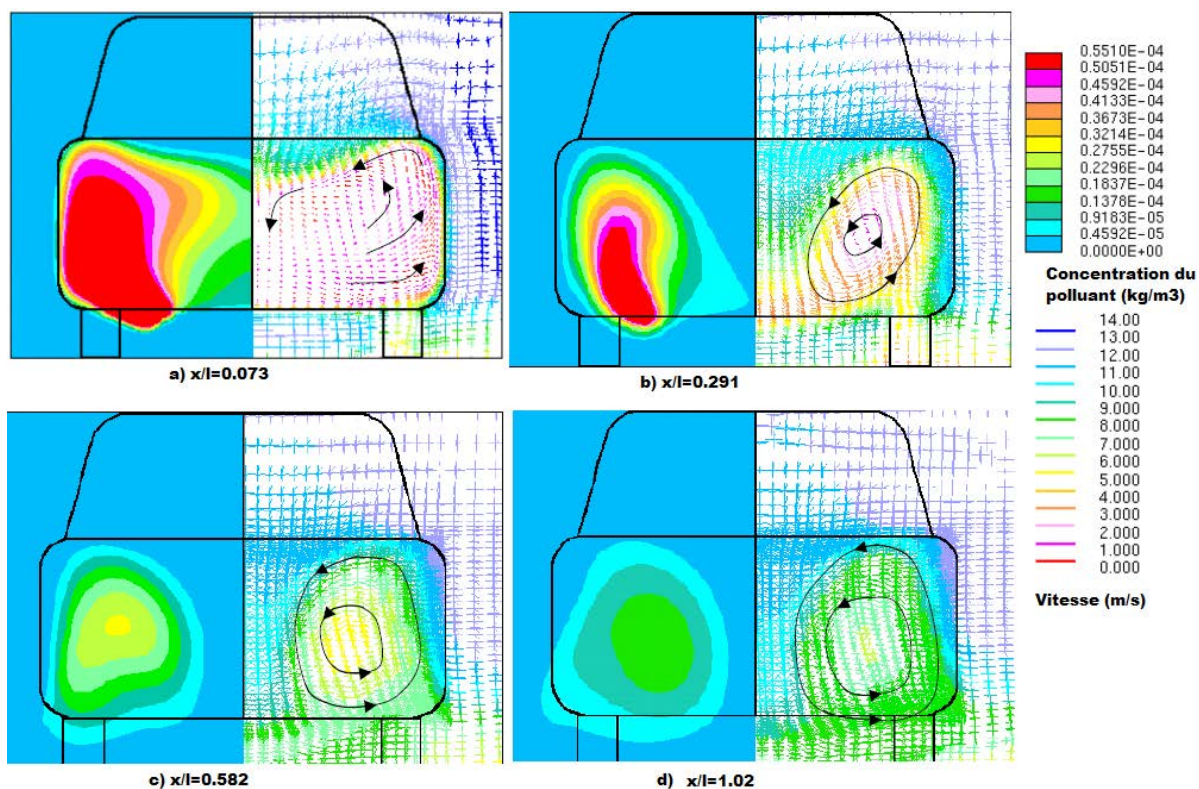 0.5510E-04
0.5051E-04
0.4592E-04
0.4133E-04
0.3673E-04
0.3214E-04
0.2755E-04
0.2296E-04
0.1837E-04
0.1378E-04
0.9183E-05
0.4592E-05
0.0000E+00
Concentration du
polluant (kg/m3)
14.00
13.00
12.00
11.00
10.00
9.000
8.000
7.000
6.000
5.000
4.000
3.000
2.000
1.000
0.000
Vitesse (m/s)
a) x/l=0.073
b) x/l=0.291
c) x/l=0.582
d) x/l=1.02